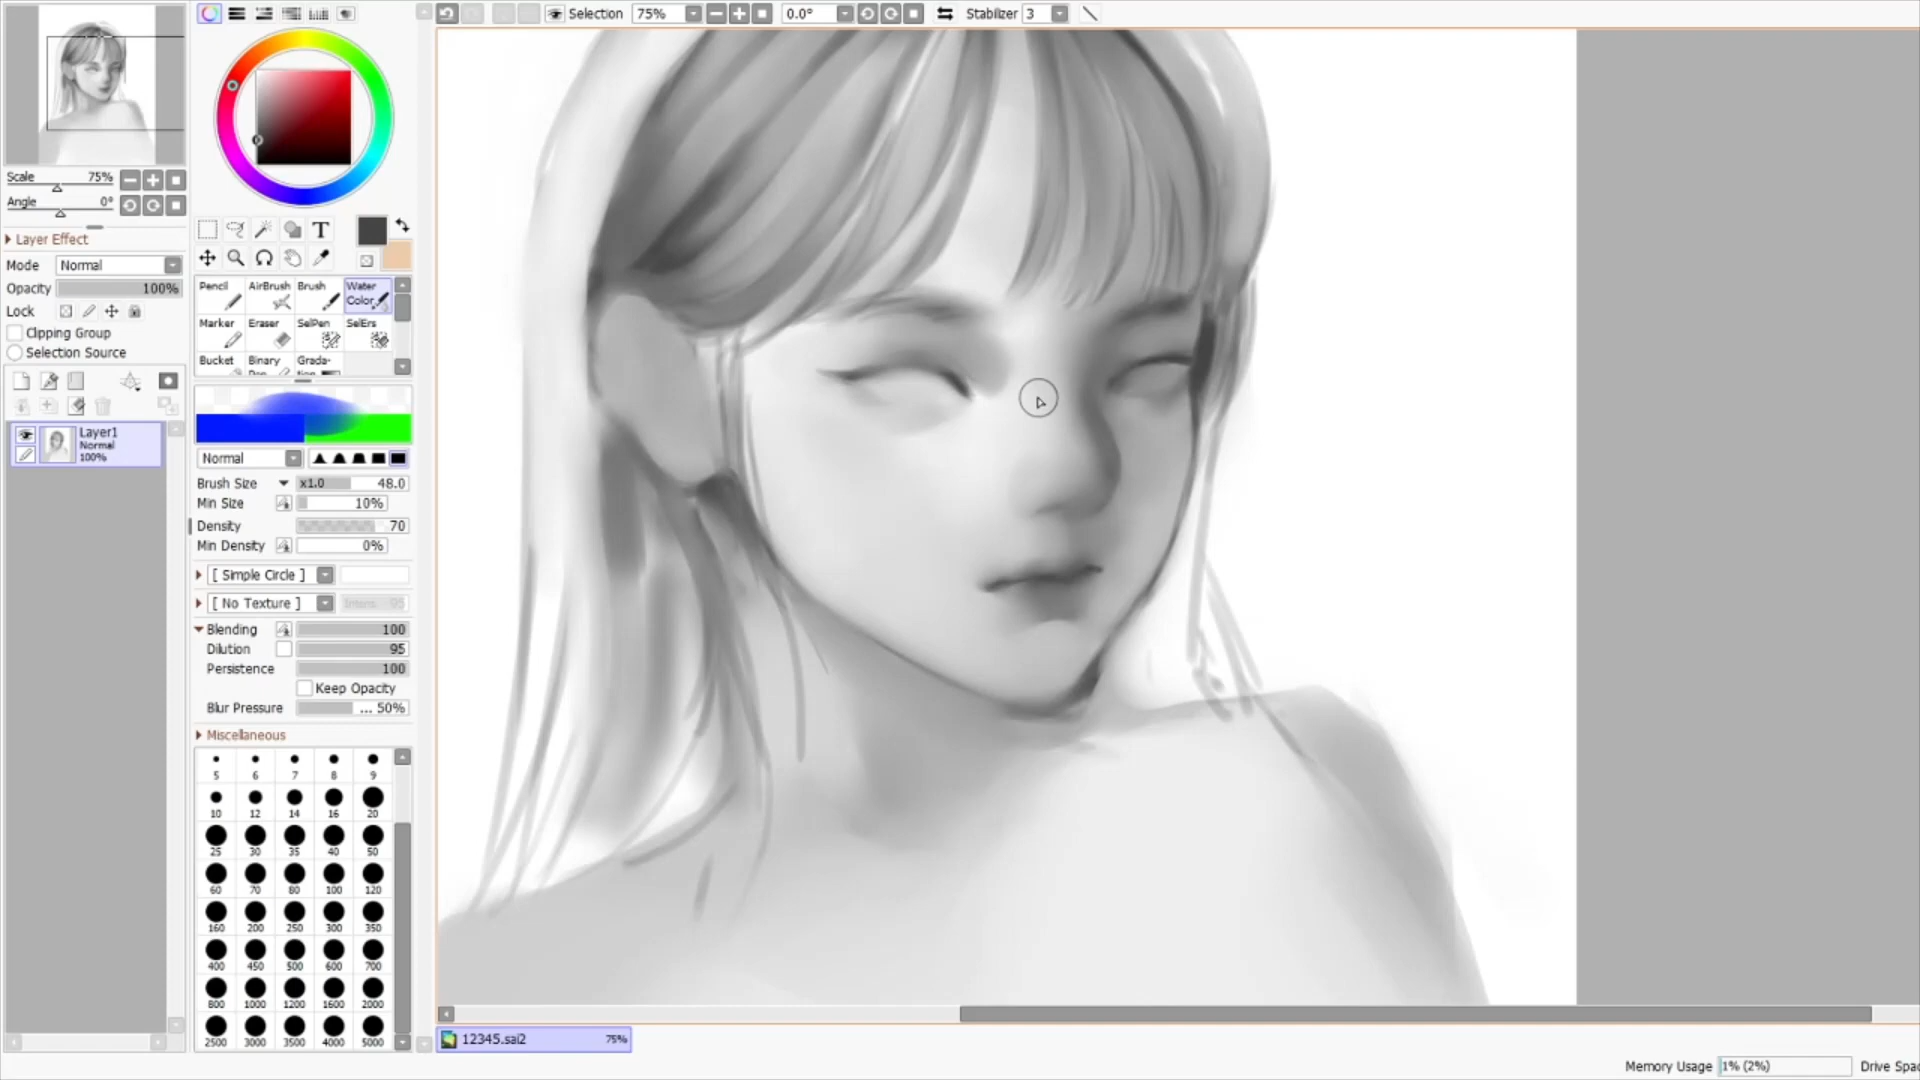 Selection 75% 0.0° Stabilizer 3
Scale 75%
Angle 0°
Layer Effect
Mode Normal
Opacity 100%
Lock
Clipping Group
Selection Source
Layer1
Normal
100%
T
Pencil AirBrush Brush Water Color
Marker Eraser SelPen SelErs
Bucket Binary Pen Grada-tion
Normal
Brush Size x1.0 48.0
Min Size 10%
Density 70
Min Density 0%
[ Simple Circle ]
[ No Texture ] 95
Blending 100
Dilution 95
Persistence 100
Keep Opacity
Blur Pressure ... 50%
Miscellaneous
5 6 7 8 9
10 12 14 16 20
25 30 35 40 50
60 70 80 100 120
160 200 250 300 350
400 450 500 600 700
800 1000 1200 1600 2000
2500 3000 3500 4000 5000
12345.sai2 75%
Memory Usage 1% (2%) Drive Spac